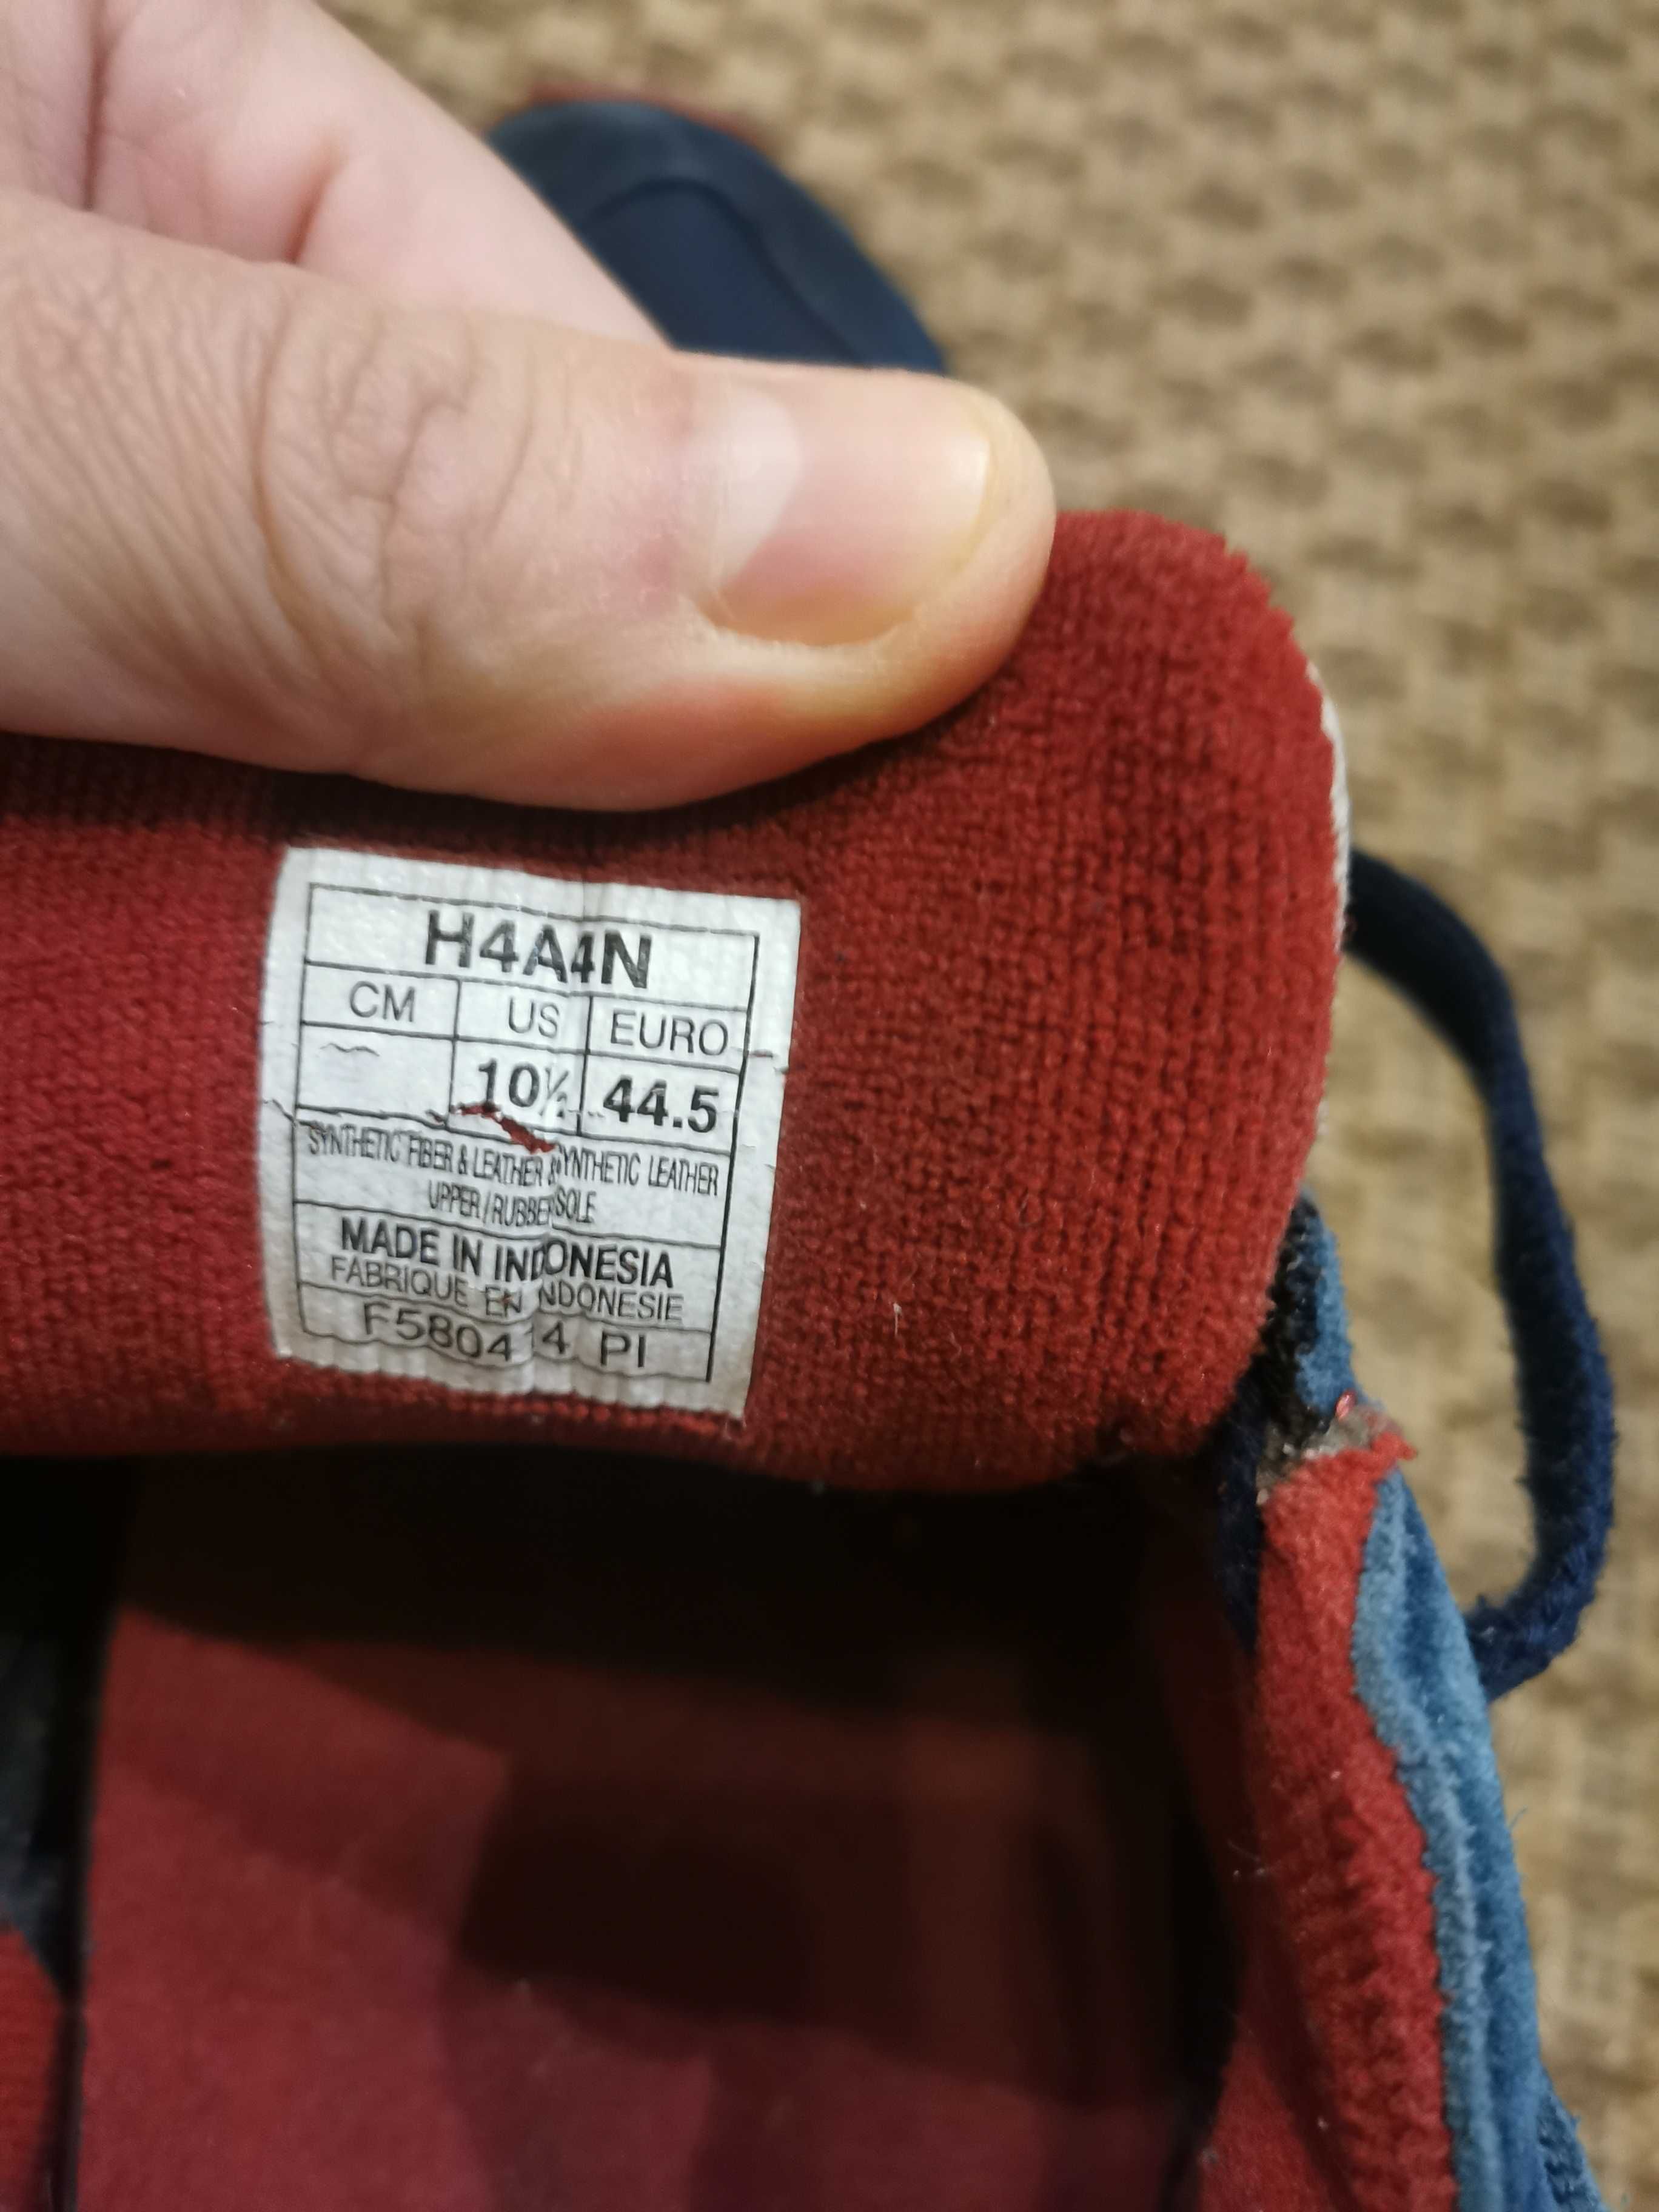 H4A4N
CM US EURO
10½ 44.5
SYNTHETIC FIBER & LEATHER & SYNTHETIC LEATHER
UPPER/RUBBER SOLE
MADE IN INDONESIA
FABRIQUE EN INDONESIE
PI